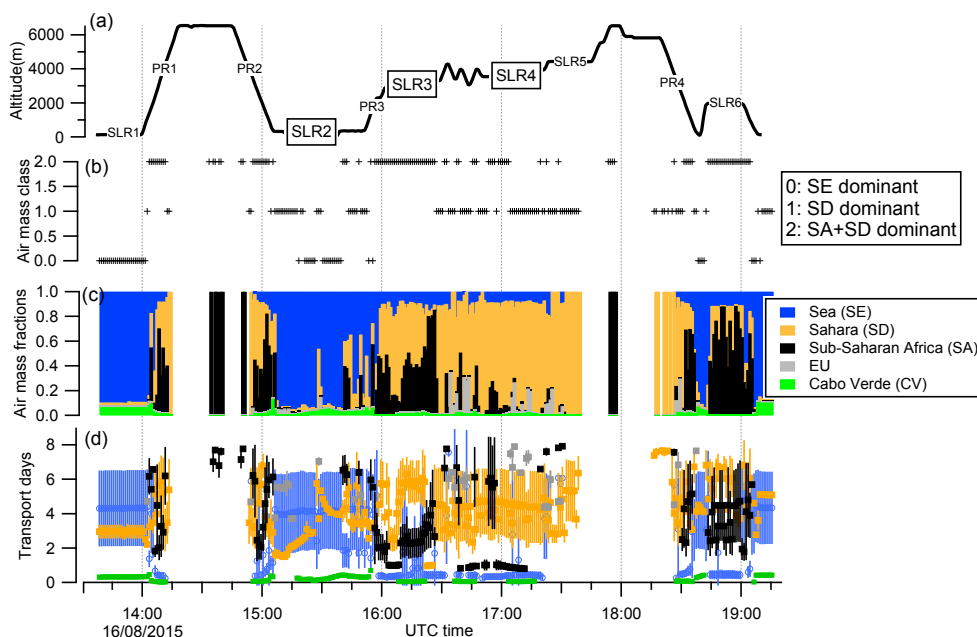 (a)
Altitude(m)
6000
4000
2000
0
SLR1
PR1
PR2
SLR2
PR3
SLR3
SLR4
SLR5
PR4
SLR6
(b)
Air mass class
2.0
1.5
1.0
0.5
0.0
0: SE dominant
1: SD dominant
2: SA+SD dominant
(c)
Air mass fractions
1.0
0.8
0.6
0.4
0.2
0.0
Sea (SE)
Sahara (SD)
Sub-Saharan Africa (SA)
EU
Cabo Verde (CV)
(d)
Transport days
8
6
4
2
0
14:00
15:00
16:00
17:00
18:00
19:00
16/08/2015
UTC time